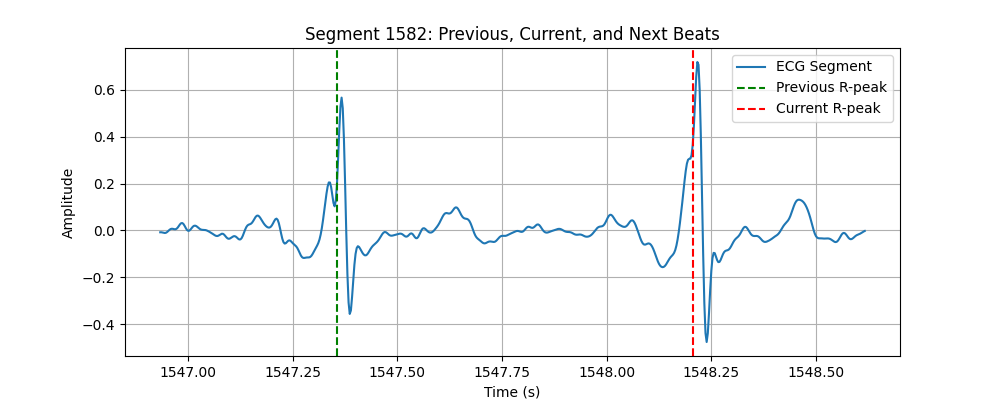 Segment 1582: Previous, Current, and Next Beats
ECG Segment
Previous R-peak
Current R-peak
Amplitude
0.6
0.4
0.2
0.0
−0.2
−0.4
1547.00 1547.25 1547.50 1547.75 1548.00 1548.25 1548.50
Time (s)